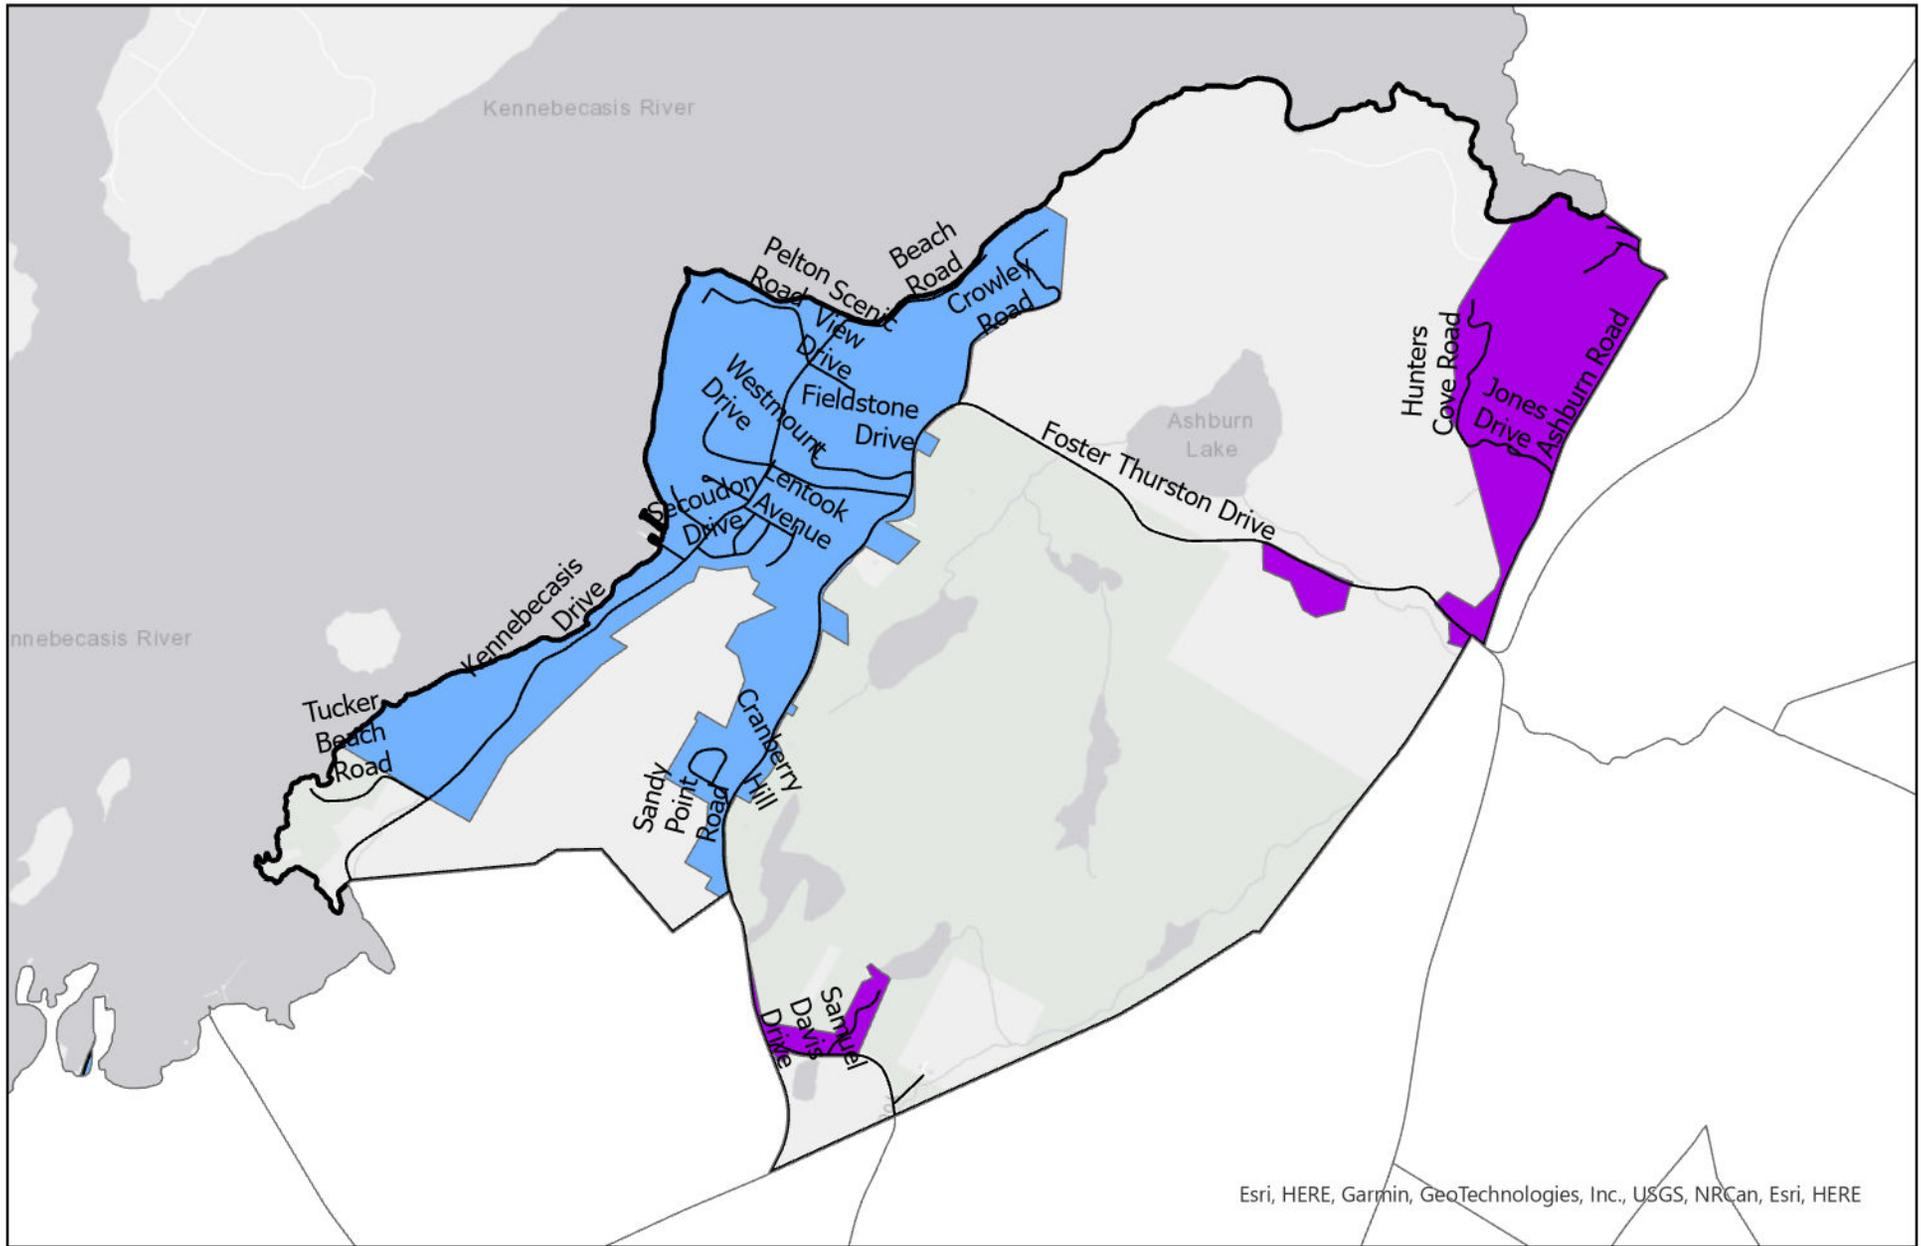 Kennebecasis River
Beach
Road
Pelton Scenic
Road
View
Drive
Crowley
Road
Westmount
Drive
Fieldstone
Drive
Hunters
Cove Road
Jones
Drive
Ashburn Road
Ashburn
Lake
Foster Thurston Drive
Secoudon
Drive
Lentook
Avenue
Kennebecasis
Drive
nnebecasis River
Tucker
Beach
Road
Cranberry
Hill
Sandy
Point
Road
Samuel
Davis
Drive
Esri, HERE, Garmin, GeoTechnologies, Inc., USGS, NRCan, Esri, HERE